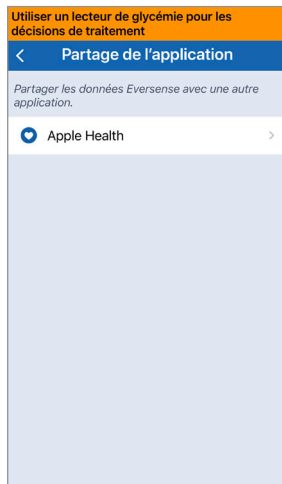 Utiliser un lecteur de glycémie pour les
décisions de traitement
Partage de l’application
Partager les données Eversense avec une autre
application.
Apple Health